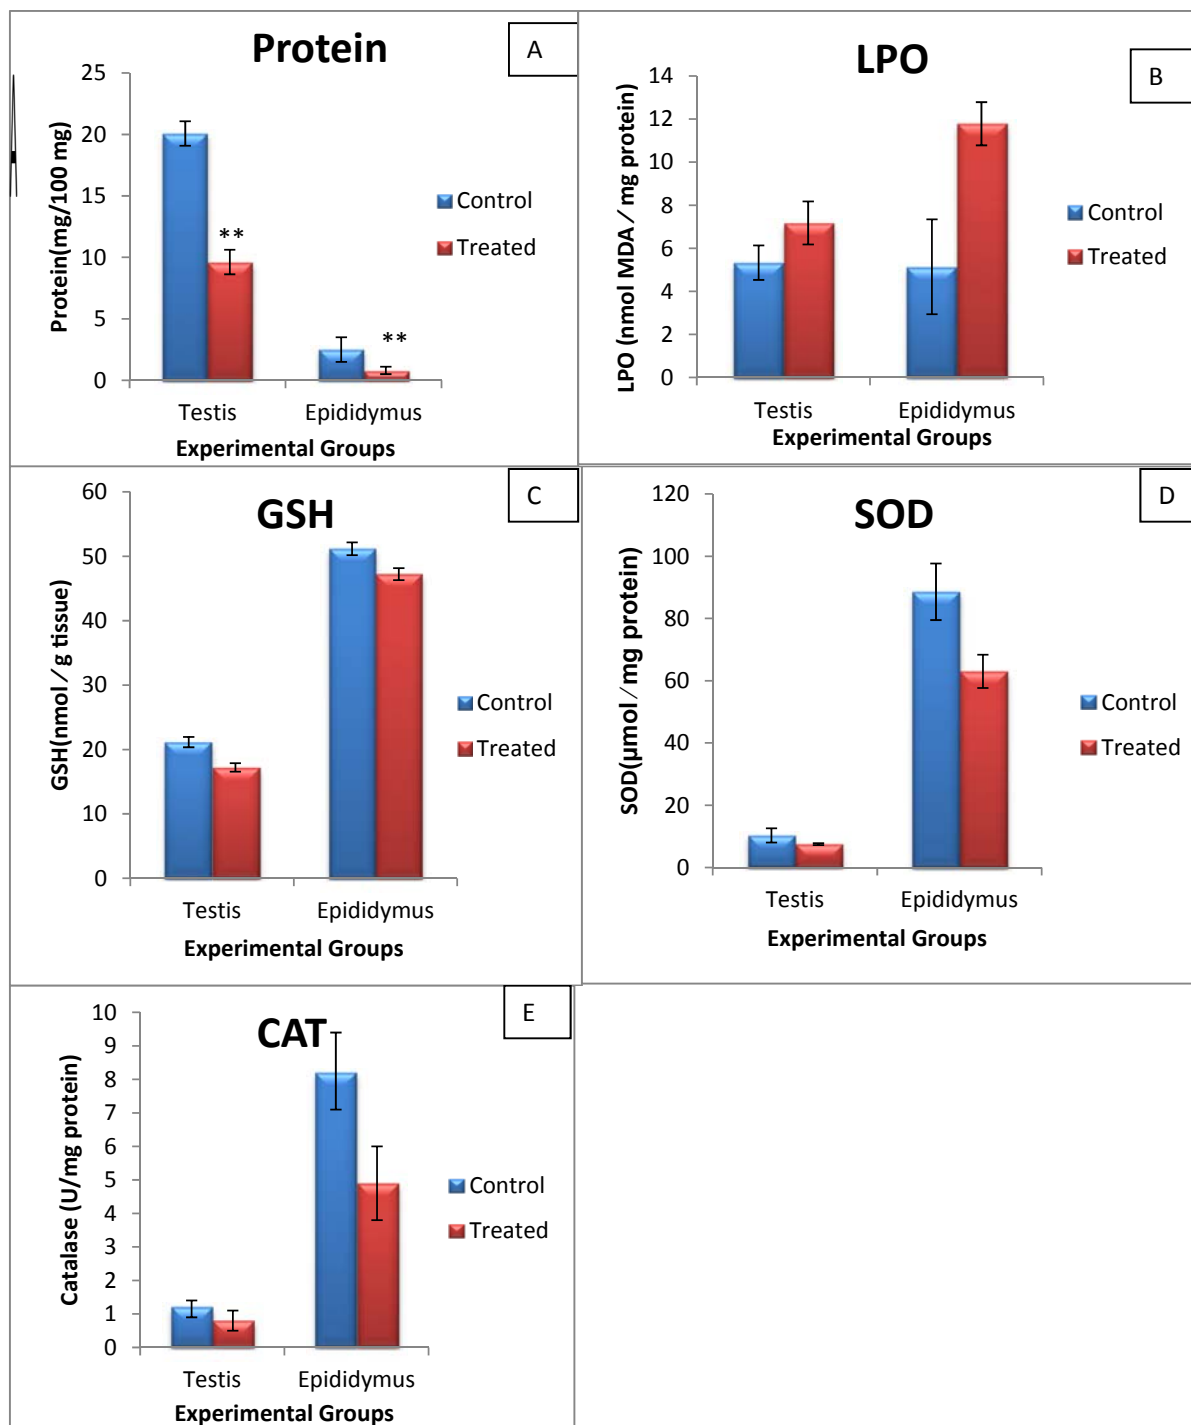 Protein
A
Protein(mg/100 mg)
25
20
15
10
5
0
**
**
Control
Treated
Testis
Epididymus
Experimental Groups
LPO
B
LPO (nmol MDA / mg protein)
14
12
10
8
6
4
2
0
Control
Treated
Testis
Epididymus
Experimental Groups
GSH
C
GSH(nmol / g tissue)
60
50
40
30
20
10
0
Control
Treated
Testis
Epididymus
Experimental Groups
SOD
D
SOD(µmol / mg protein)
120
100
80
60
40
20
0
Control
Treated
Testis
Epididymus
Experimental Groups
CAT
E
Catalase (U/mg protein)
10
9
8
7
6
5
4
3
2
1
0
Control
Treated
Testis
Epididymus
Experimental Groups